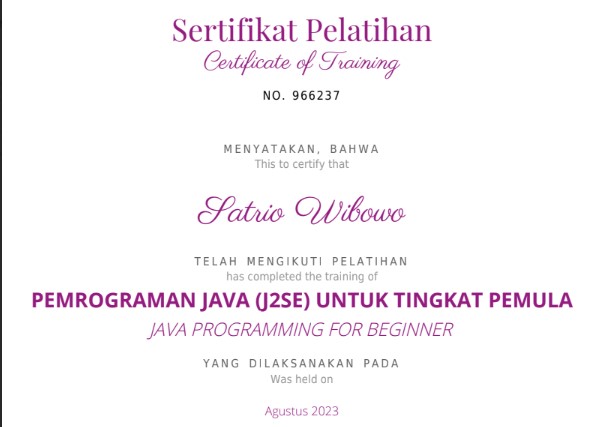 Sertifikat Pelatihan
Certificate of Training
NO. 966237
MENYATAKAN, BAHWA
This to certify that
Satrio Wibowo
TELAH MENGIKUTI PELATIHAN
has completed the training of
PEMROGRAMAN JAVA (J2SE) UNTUK TINGKAT PEMULA
JAVA PROGRAMMING FOR BEGINNER
YANG DILAKSANAKAN PADA
Was held on
Agustus 2023